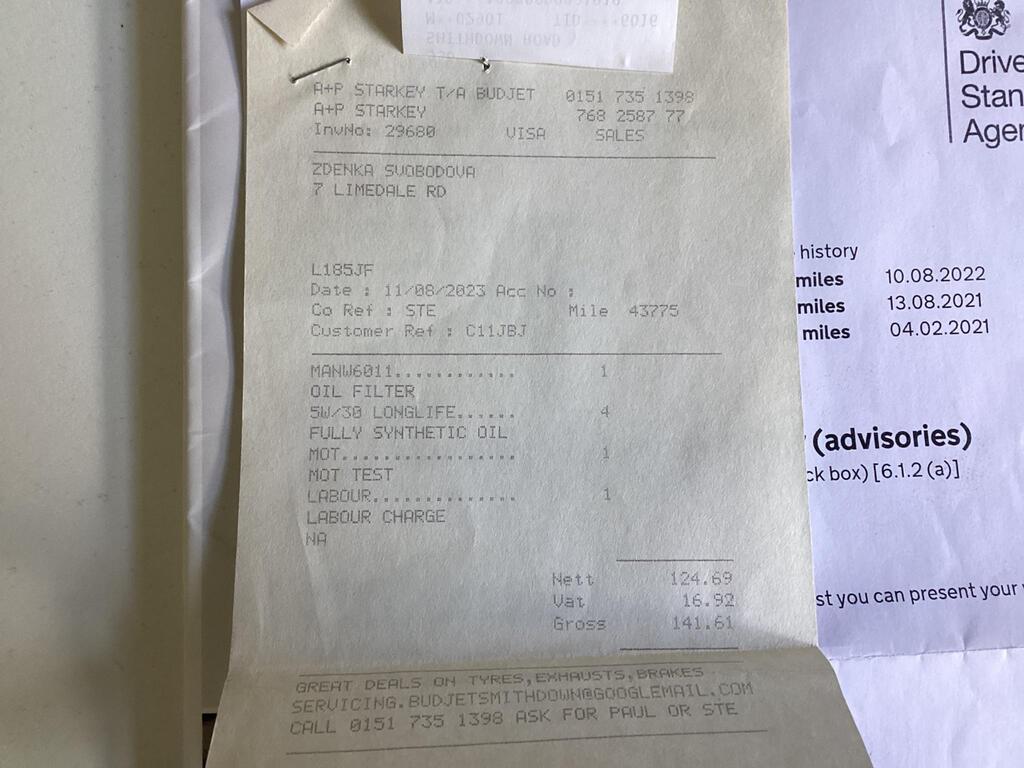 SMITHDOWN ROAD
M 02901 TID 6016
A+P STARKEY T/A BUDJET 0151 735 1398
A+P STARKEY 768 2587 77
InvNo: 29680 VISA SALES
ZDENKA SVOBODOVA
7 LIMEDALE RD
L185JF
Date : 11/08/2023 Acc No :
Co Ref : STE Mile 43775
Customer Ref : C11JBJ
MANW6011............ 1
OIL FILTER
5W/30 LONGLIFE...... 4
FULLY SYNTHETIC OIL
MOT................. 1
MOT TEST
LABOUR.............. 1
LABOUR CHARGE
NA
Nett 124.69
Vat 16.92
Gross 141.61
GREAT DEALS ON TYRES,EXHAUSTS,BRAKES
SERVICING.BUDJETSMITHDOWN@GOOGLEMAIL.COM
CALL 0151 735 1398 ASK FOR PAUL OR STE
Drive
Stan
Agen
history
miles 10.08.2022
miles 13.08.2021
miles 04.02.2021
(advisories)
ck box) [6.1.2 (a)]
st you can present your